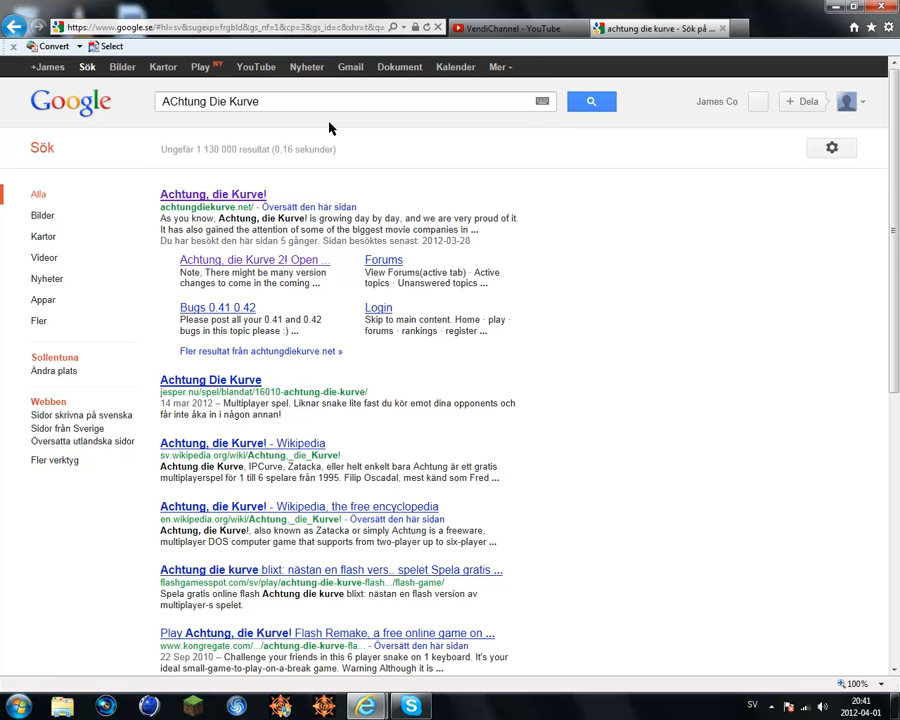 https://www.google.se/#hl=sv&sugexp=frgbld&gs_nf=1&cp=3&gs_id=c&xhr=t&q=
VendiChannel - YouTube
achtung die kurve - Sök på ...
Convert
Select
+James Sök Bilder Kartor Play NY YouTube Nyheter Gmail Dokument Kalender Mer
Google
AChtung Die Kurve
James Co
+ Dela
Sök
Ungefär 1 130 000 resultat (0,16 sekunder)
Alla
Bilder
Kartor
Videor
Nyheter
Appar
Fler
Sollentuna
Ändra plats
Webben
Sidor skrivna på svenska
Sidor från Sverige
Översatta utländska sidor
Fler verktyg
Achtung, die Kurve!
achtungdiekurve.net/ - Översätt den här sidan
As you know, Achtung, die Kurve! is growing day by day, and we are very proud of it.
It has also gained the attention of some of the biggest movie companies in ...
Du har besökt den här sidan 5 gånger. Sidan besöktes senast: 2012-03-28
Achtung, die Kurve 2! Open ...
Note, There might be many version
changes to come in the coming ...
Forums
View Forums(active tab) · Active
topics · Unanswered topics ...
Bugs 0.41 0.42
Please post all your 0.41 and 0.42
bugs in this topic please :) ...
Login
Skip to main content. Home · play ·
forums · rankings · register ...
Fler resultat från achtungdiekurve.net »
Achtung Die Kurve
jesper.nu/spel/blandat/16010-achtung-die-kurve/
14 mar 2012 – Multiplayer spel. Liknar snake lite fast du kör emot dina opponents och
får inte åka in i någon annan!
Achtung, die Kurve! - Wikipedia
sv.wikipedia.org/wiki/Achtung,_die_Kurve!
Achtung die Kurve, IPCurve, Zatacka, eller helt enkelt bara Achtung är ett gratis
multiplayerspel för 1 till 6 spelare från 1995. Filip Oscadal, mest känd som Fred ...
Achtung, die Kurve! - Wikipedia, the free encyclopedia
en.wikipedia.org/wiki/Achtung,_die_Kurve! - Översätt den här sidan
Achtung, die Kurve!, also known as Zatacka or simply Achtung is a freeware,
multiplayer DOS computer game that supports from two-player up to six-player ...
Achtung die kurve blixt: nästan en flash vers.. spelet Spela gratis ...
flashgamesspot.com/sv/play/achtung-die-kurve-flash.../flash-game/
Spela gratis online flash Achtung die kurve blixt: nästan en flash version av
multiplayer-s spelet.
Play Achtung, die Kurve! Flash Remake, a free online game on ...
www.kongregate.com/.../achtung-die-kurve-fla... - Översätt den här sidan
22 Sep 2010 – Challenge your friends in this 6 player snake on 1 keyboard. It's your
ideal small-game-to-play-on-a-break game. Warning Although it is ...
100%
SV
20:41
2012-04-01